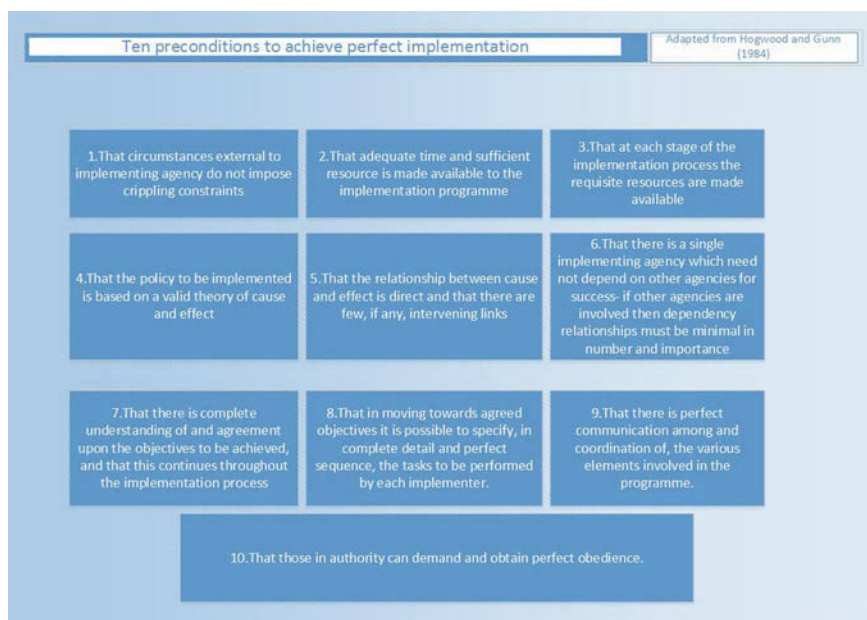 Ten preconditions to achieve perfect implementation
Adapted from Hogwood and Gunn
(1984)
1.That circumstances external to
implementing agency do not impose
crippling constraints
2.That adequate time and sufficient
resource is made available to the
implementation programme
3.That at each stage of the
implementation process the
requisite resources are made
available
4.That the policy to be implemented
is based on a valid theory of cause
and effect
5.That the relationship between cause
and effect is direct and that there are
few, if any, intervening links
6.That there is a single
implementing agency which need
not depend on other agencies for
success- if other agencies are
involved then dependency
relationships must be minimal in
number and importance
7.That there is complete
understanding of and agreement
upon the objectives to be achieved,
and that this continues throughout
the implementation process
8.That in moving towards agreed
objectives it is possible to specify, in
complete detail and perfect
sequence, the tasks to be performed
by each implementer.
9.That there is perfect
communication among and
coordination of, the various
elements involved in the
programme.
10.That those in authority can demand and obtain perfect obedience.